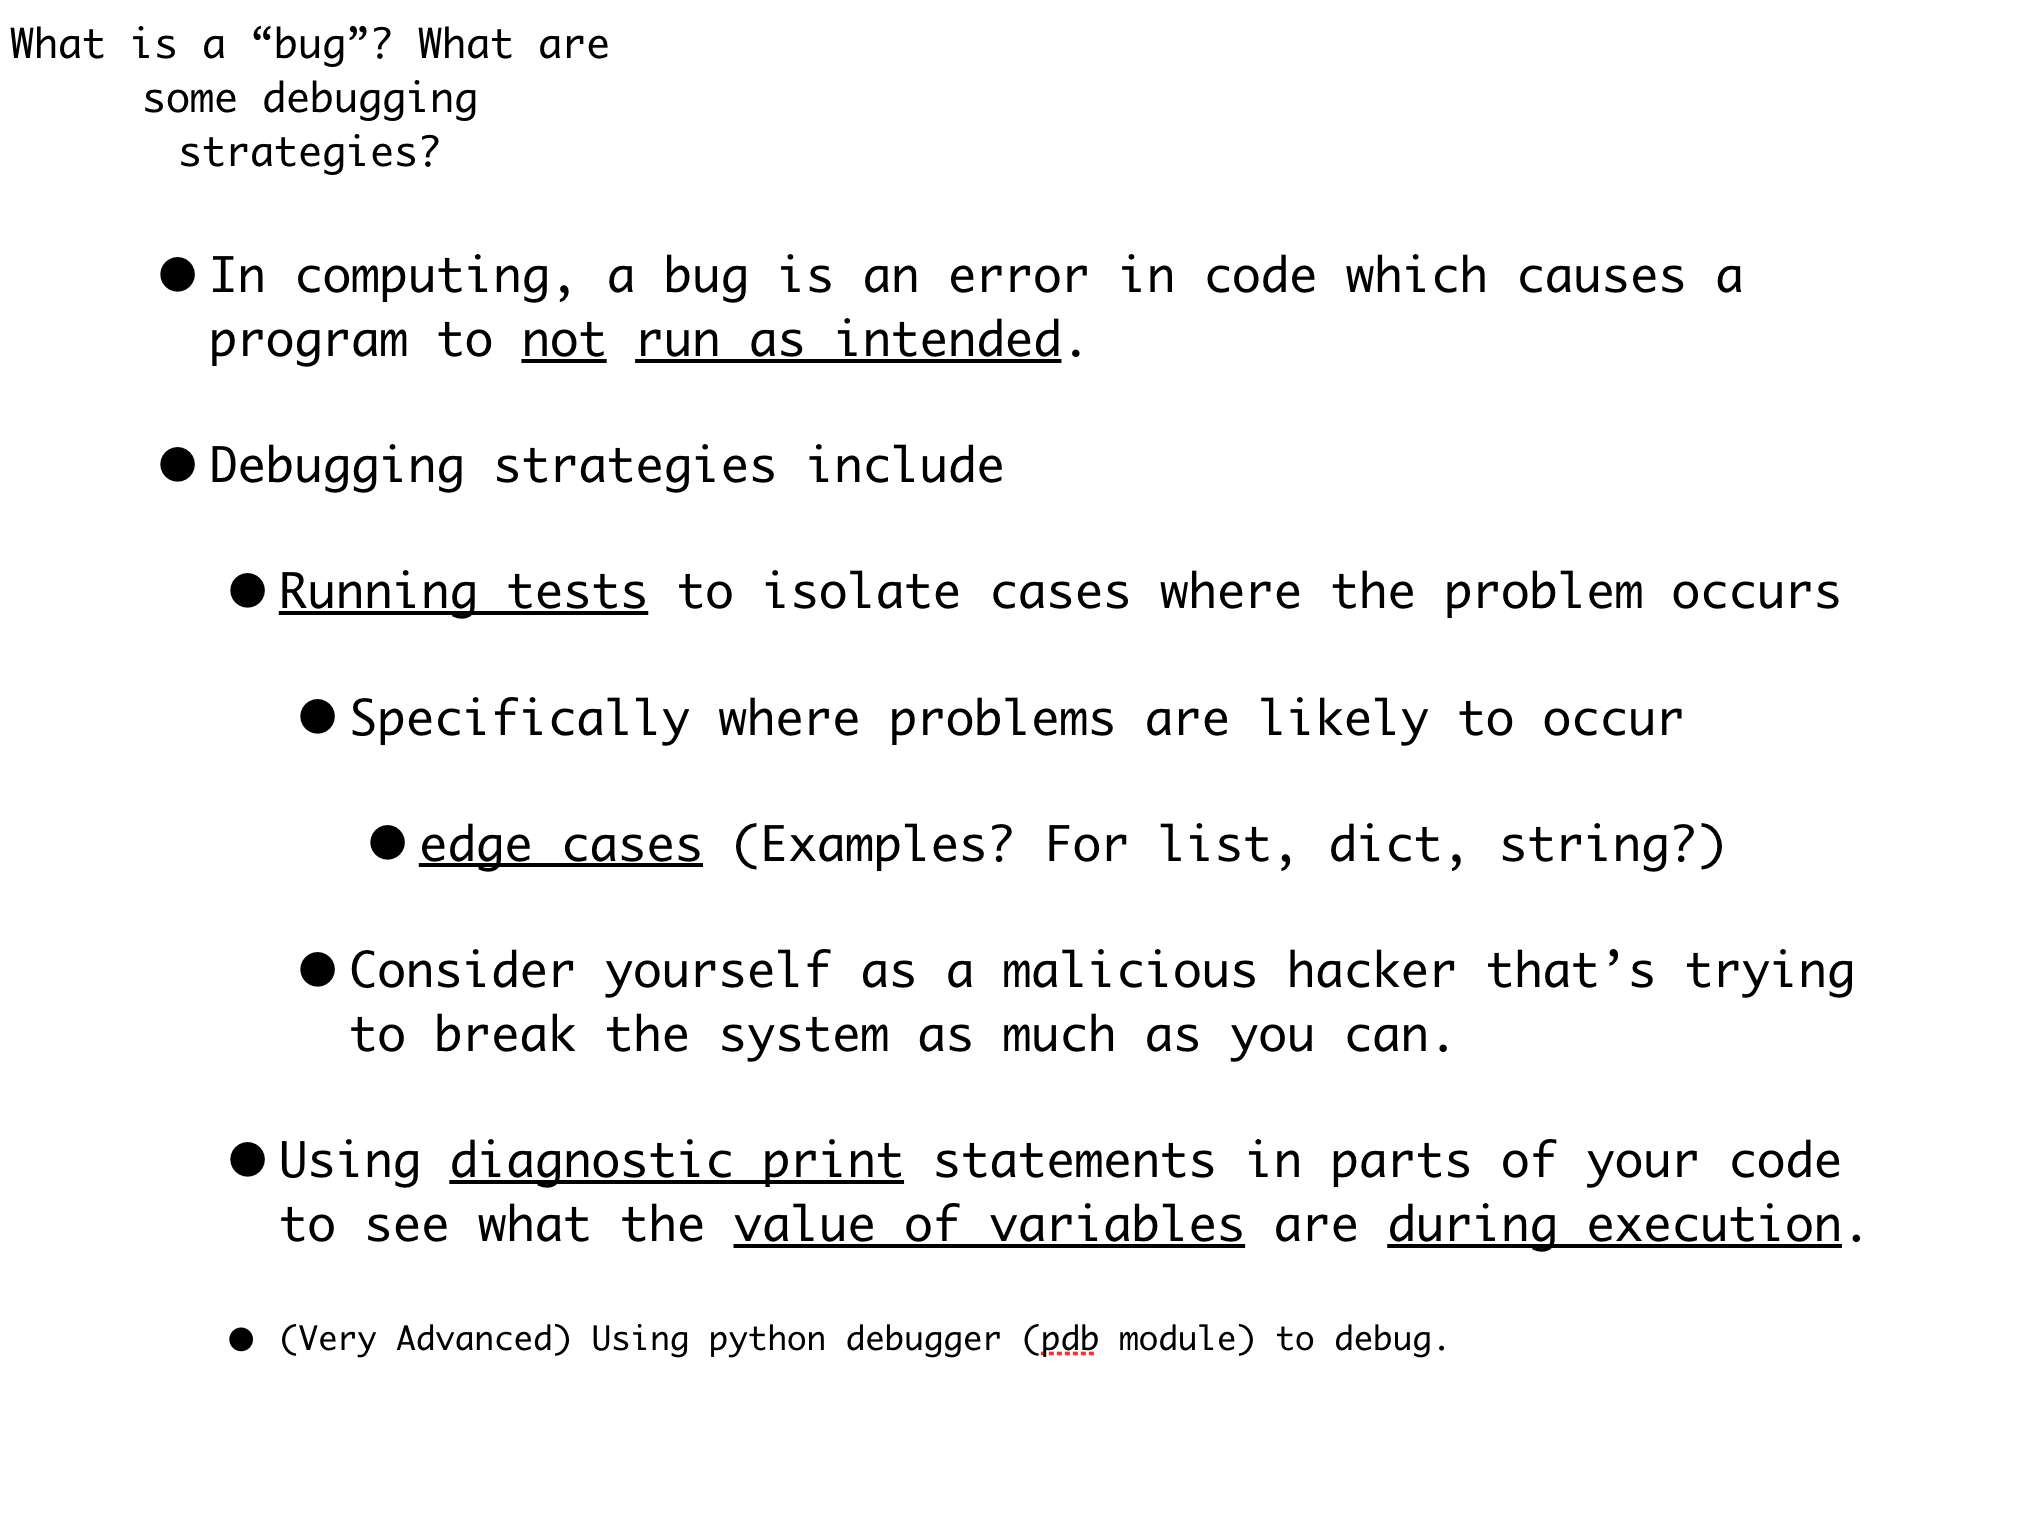 What is a “bug”? What are
some debugging
strategies?
● In computing, a bug is an error in code which causes a
program to not run as intended.
● Debugging strategies include
● Running tests to isolate cases where the problem occurs
● Specifically where problems are likely to occur
● edge cases (Examples? For list, dict, string?)
● Consider yourself as a malicious hacker that’s trying
to break the system as much as you can.
● Using diagnostic print statements in parts of your code
to see what the value of variables are during execution.
● (Very Advanced) Using python debugger (pdb module) to debug.